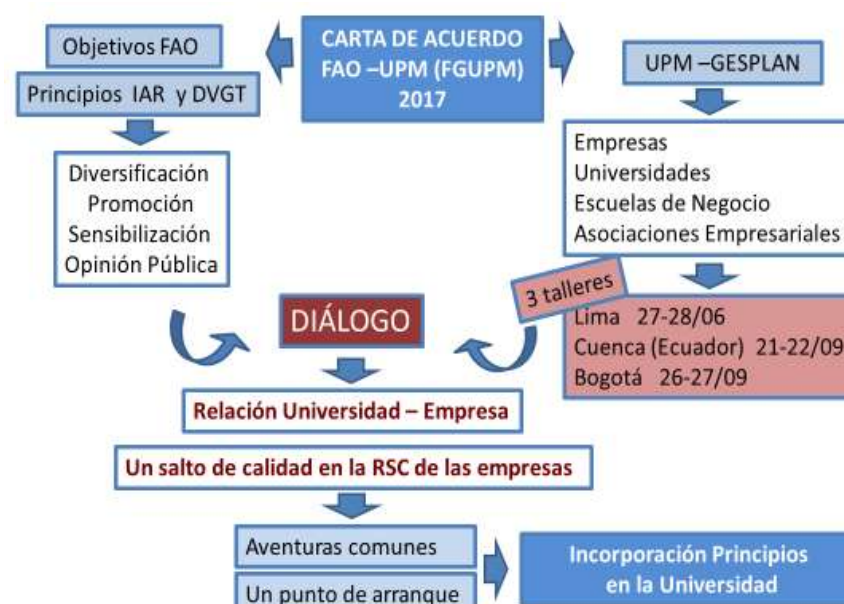 CARTA DE ACUERDO
FAO –UPM (FGUPM)
2017
Objetivos FAO
Principios IAR y DVGT
Diversificación
Promoción
Sensibilización
Opinión Pública
UPM –GESPLAN
Empresas
Universidades
Escuelas de Negocio
Asociaciones Empresariales
3 talleres
Lima 27-28/06
Cuenca (Ecuador) 21-22/09
Bogotá 26-27/09
DIÁLOGO
Relación Universidad – Empresa
Un salto de calidad en la RSC de las empresas
Aventuras comunes
Un punto de arranque
Incorporación Principios
en la Universidad